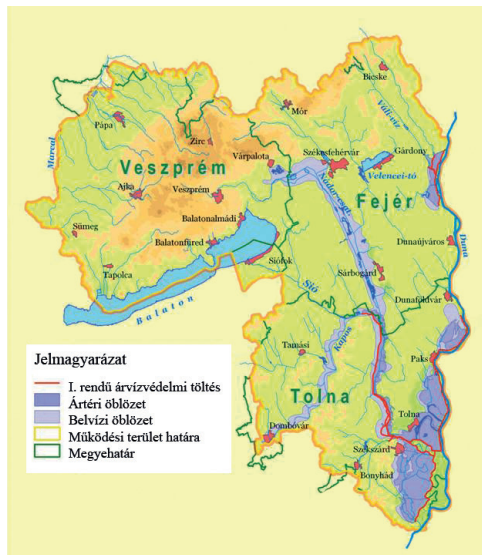 Bicske
Mór
Váli-víz
Pápa
Marcal
Zirc
Székesfehérvár
Gárdony
Várpalota
Veszprém
Velencei-tó
Ajka
Veszprém
Nádor-csat.
Fejér
Balatonalmádi
Sümeg
Balatonfüred
Dunaújváros
Duna
Siófok
Tapolca
Sárbogárd
Sió
Balaton
Dunaföldvár
Kapos
Jelmagyarázat
Tamási
Paks
I. rendű árvízvédelmi töltés
Ártéri öblözet
Tolna
Belvízi öblözet
Tolna
Működési terület határa
Dombóvár
Megyehatár
Szekszárd
Bonyhád